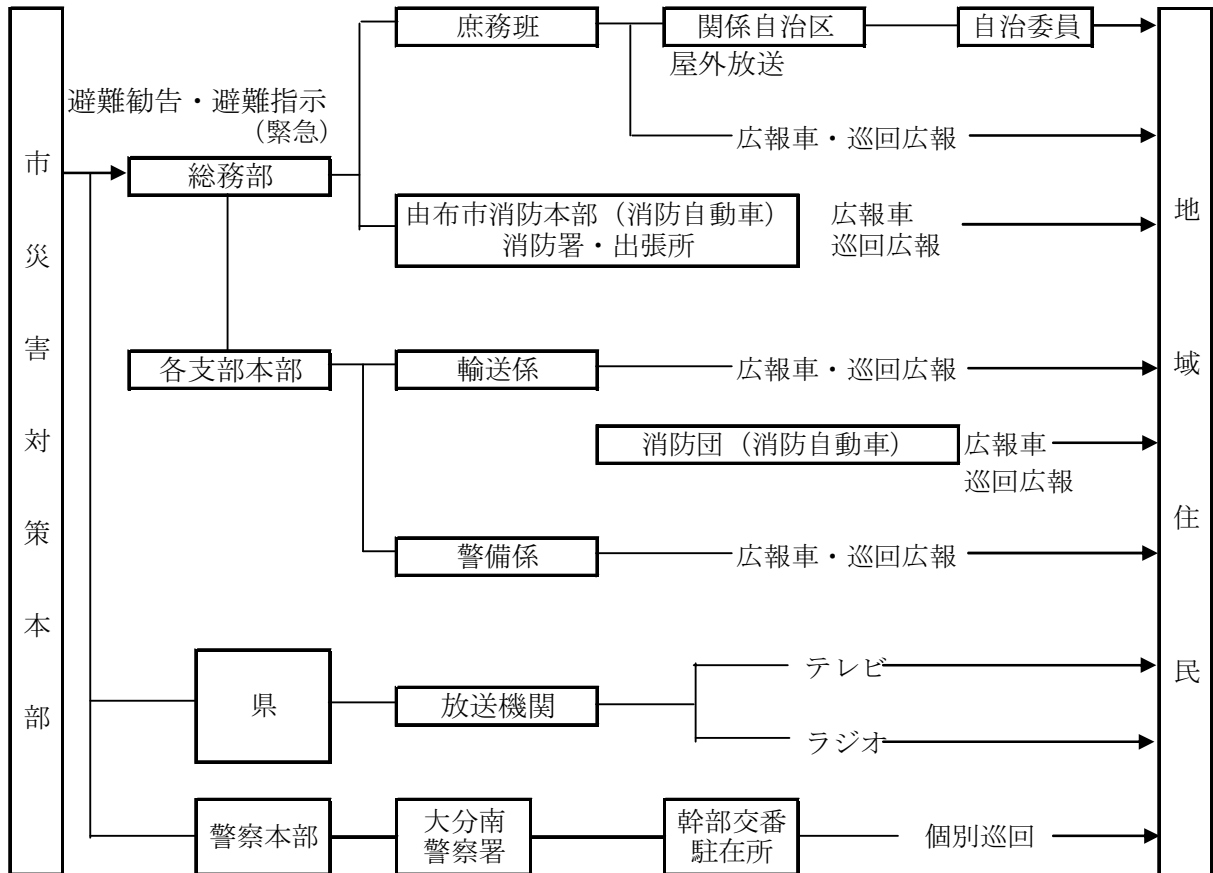 市災害対策本部
避難勧告・避難指示
(緊急)
総務部
庶務班
関係自治区
屋外放送
自治委員
広報車・巡回広報
由布市消防本部（消防自動車）
消防署・出張所
広報車
巡回広報
各支部本部
輸送係
広報車・巡回広報
消防団（消防自動車）
広報車
巡回広報
警備係
広報車・巡回広報
県
放送機関
テレビ
ラジオ
警察本部
大分南
警察署
幹部交番
駐在所
個別巡回
地域住民